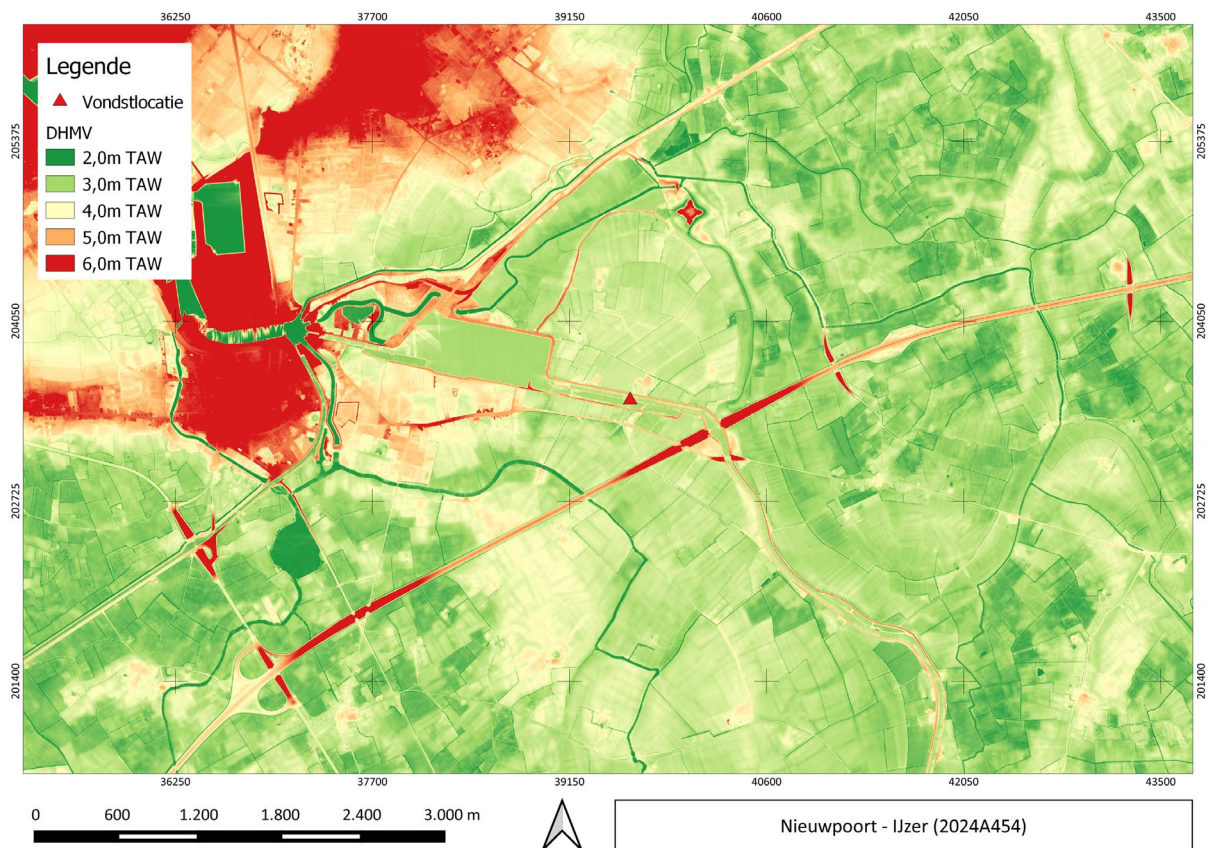 36250 37700 39150 40600 42050 43500
Legende
Vondstlocatie
DHMV
2,0m TAW
3,0m TAW
4,0m TAW
5,0m TAW
6,0m TAW
205375 205375
204050 204050
202725 202725
201400 201400
36250 37700 39150 40600 42050 43500
0 600 1.200 1.800 2.400 3.000 m
Nieuwpoort - IJzer (2024A454)